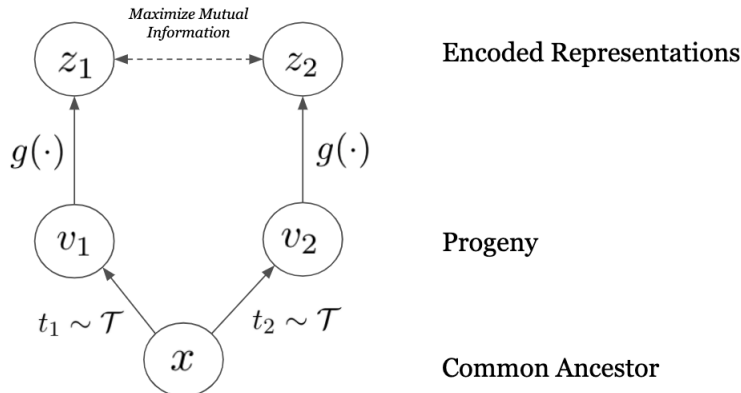 Maximize Mutual
Information
z₁
z₂
Encoded Representations
g(·)
g(·)
v₁
v₂
Progeny
t₁ ∼ 𝒯
t₂ ∼ 𝒯
x
Common Ancestor